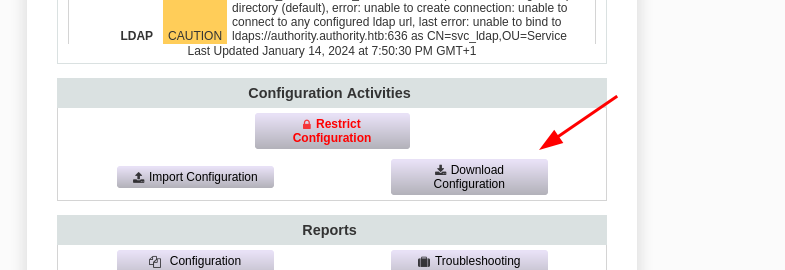 directory (default), error: unable to create connection: unable to
connect to any configured ldap url, last error: unable to bind to
LDAP CAUTION ldaps://authority.authority.htb:636 as CN=svc_ldap,OU=Service
Last Updated January 14, 2024 at 7:50:30 PM GMT+1
Configuration Activities
Restrict
Configuration
Import Configuration
Download
Configuration
Reports
Configuration
Troubleshooting